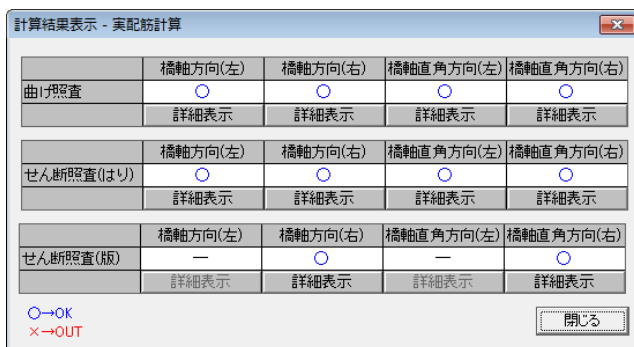 計算結果表示 - 実配筋計算
橋軸方向(左) 橋軸方向(右) 橋軸直角方向(左) 橋軸直角方向(右)
曲げ照査 ○ ○ ○ ○
詳細表示 詳細表示 詳細表示 詳細表示
橋軸方向(左) 橋軸方向(右) 橋軸直角方向(左) 橋軸直角方向(右)
せん断照査(はり) ○ ○ ○ ○
詳細表示 詳細表示 詳細表示 詳細表示
橋軸方向(左) 橋軸方向(右) 橋軸直角方向(左) 橋軸直角方向(右)
せん断照査(版) ー ○ ー ○
詳細表示 詳細表示 詳細表示 詳細表示
○→OK
×→OUT
閉じる